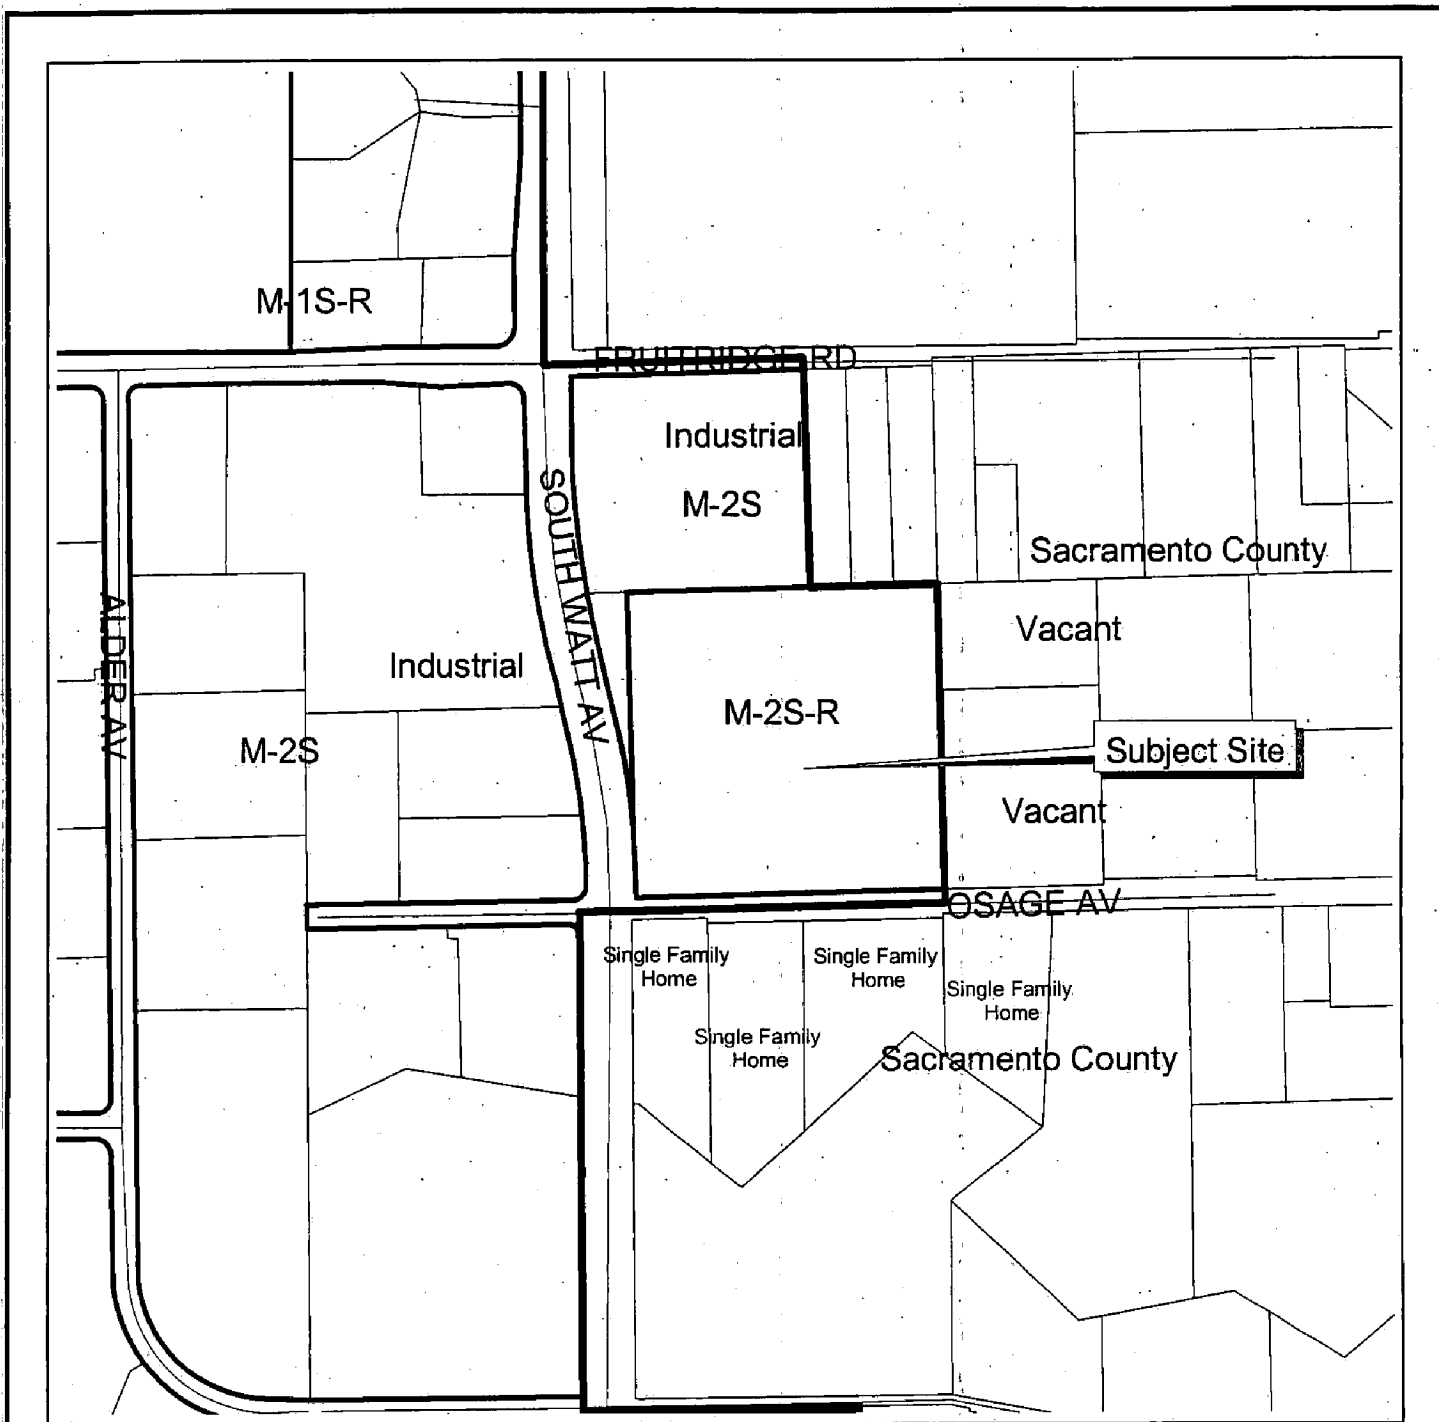 M-1S-R
FRUITRIDGE RD
Industrial
M-2S
SOUTH WATT AV
Sacramento County
ALDER AV
Vacant
Industrial
M-2S-R
M-2S
Subject Site
Vacant
OSAGE AV
Single Family
Home
Single Family
Home
Single Family
Home
Single Family
Home
Sacramento County